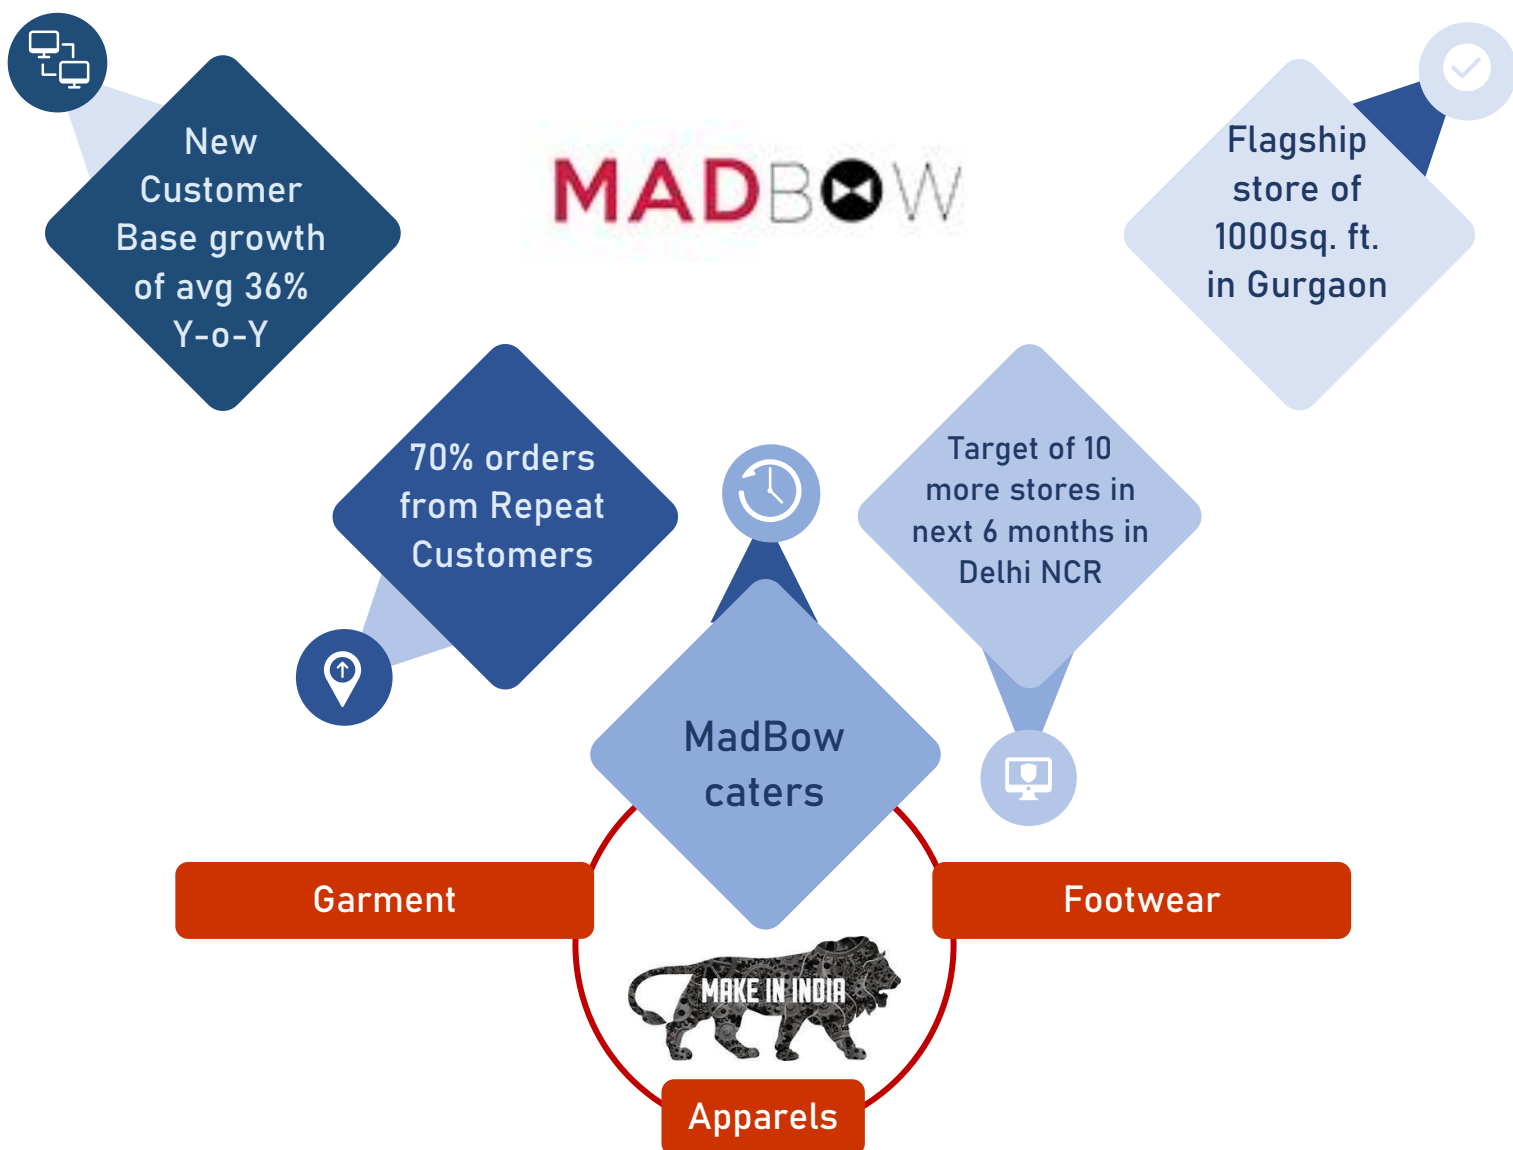 New
Customer
Base growth
of avg 36%
Y-o-Y
MADBOW
Flagship
store of
1000sq. ft.
in Gurgaon
70% orders
from Repeat
Customers
Target of 10
more stores in
next 6 months in
Delhi NCR
MadBow
caters
Garment
Footwear
MAKE IN INDIA
Apparels